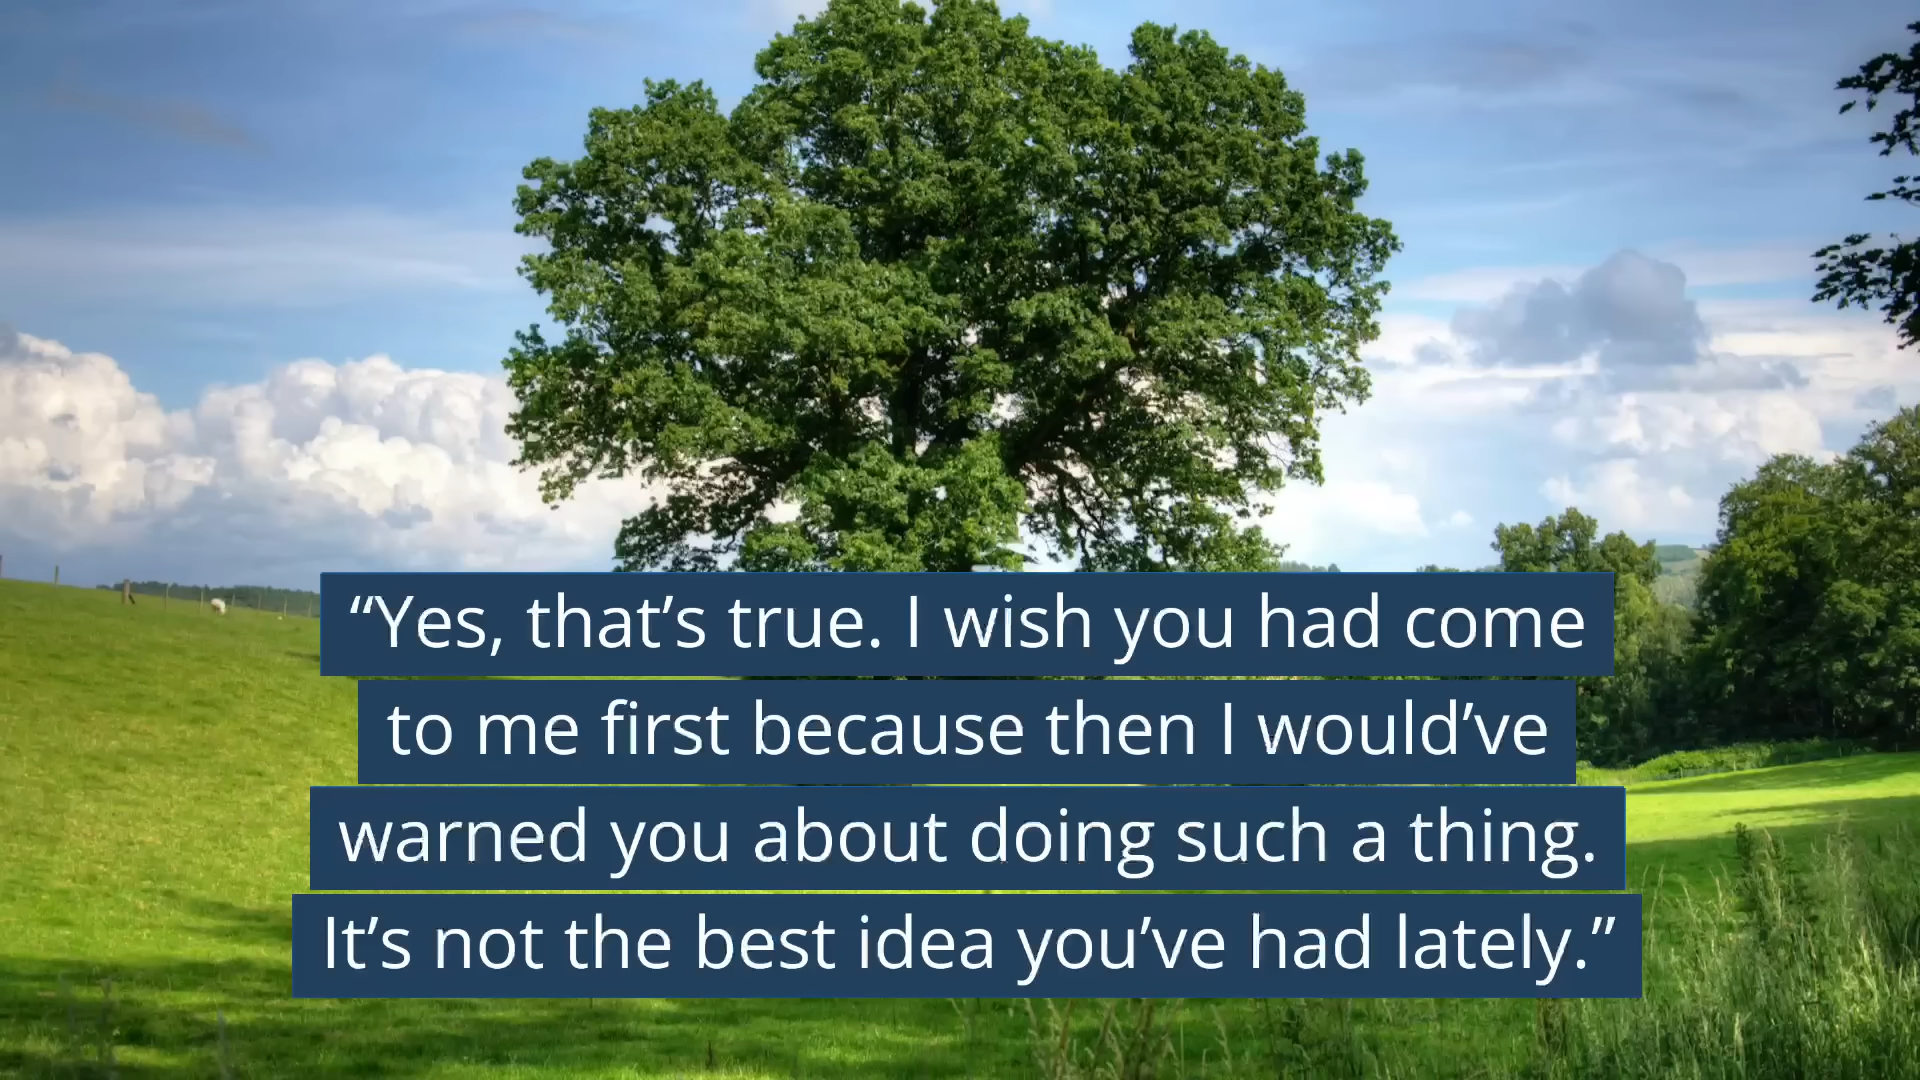 “Yes, that’s true. I wish you had come
to me first because then I would’ve
warned you about doing such a thing.
It’s not the best idea you’ve had lately.”